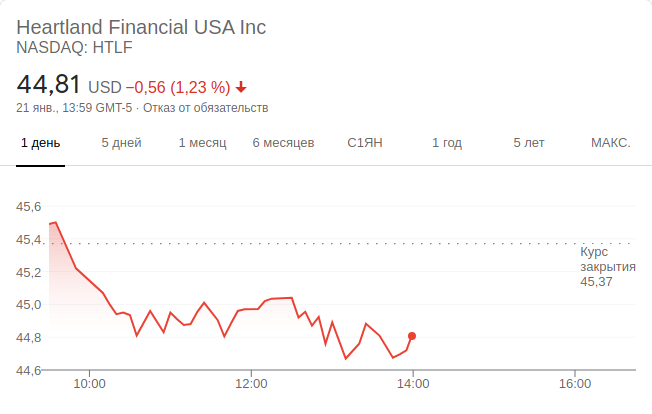 Heartland Financial USA Inc
NASDAQ: HTLF
44,81 USD −0,56 (1,23 %)
21 янв., 13:59 GMT-5 · Отказ от обязательств
1 день 5 дней 1 месяц 6 месяцев С1ЯН 1 год 5 лет МАКС.
45,6
45,4
Курс
закрытия
45,37
45,2
45,0
44,8
44,6
10:00 12:00 14:00 16:00